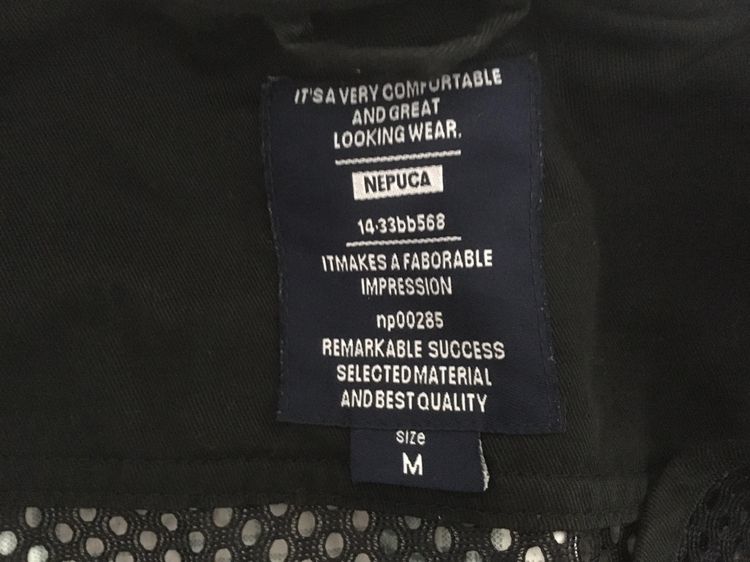 IT'S A VERY COMFORTABLE
AND GREAT
LOOKING WEAR.
NEPUCA
14·33bb568
ITMAKES A FABORABLE
IMPRESSION
np00285
REMARKABLE SUCCESS
SELECTED MATERIAL
AND BEST QUALITY
size
M